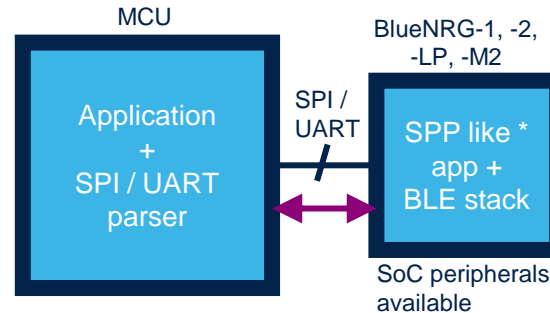 MCU
BlueNRG-1, -2,
-LP, -M2
Application
+
SPI / UART
parser
SPI /
UART
SPP like *
app +
BLE stack
SoC peripherals
available